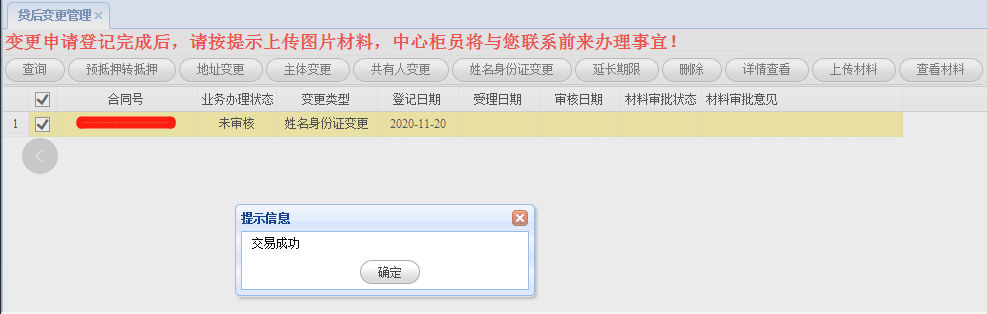 贷后变更管理
变更申请登记完成后，请按提示上传图片材料，中心柜员将与您联系前来办理事宜！
查询 预抵押转抵押 地址变更 主体变更 共有人变更 姓名身份证变更 延长期限 删除 详情查看 上传材料 查看材料
合同号 业务办理状态 变更类型 登记日期 受理日期 审核日期 材料审批状态 材料审批意见
1 未审核 姓名身份证变更 2020-11-20
提示信息
交易成功
确定